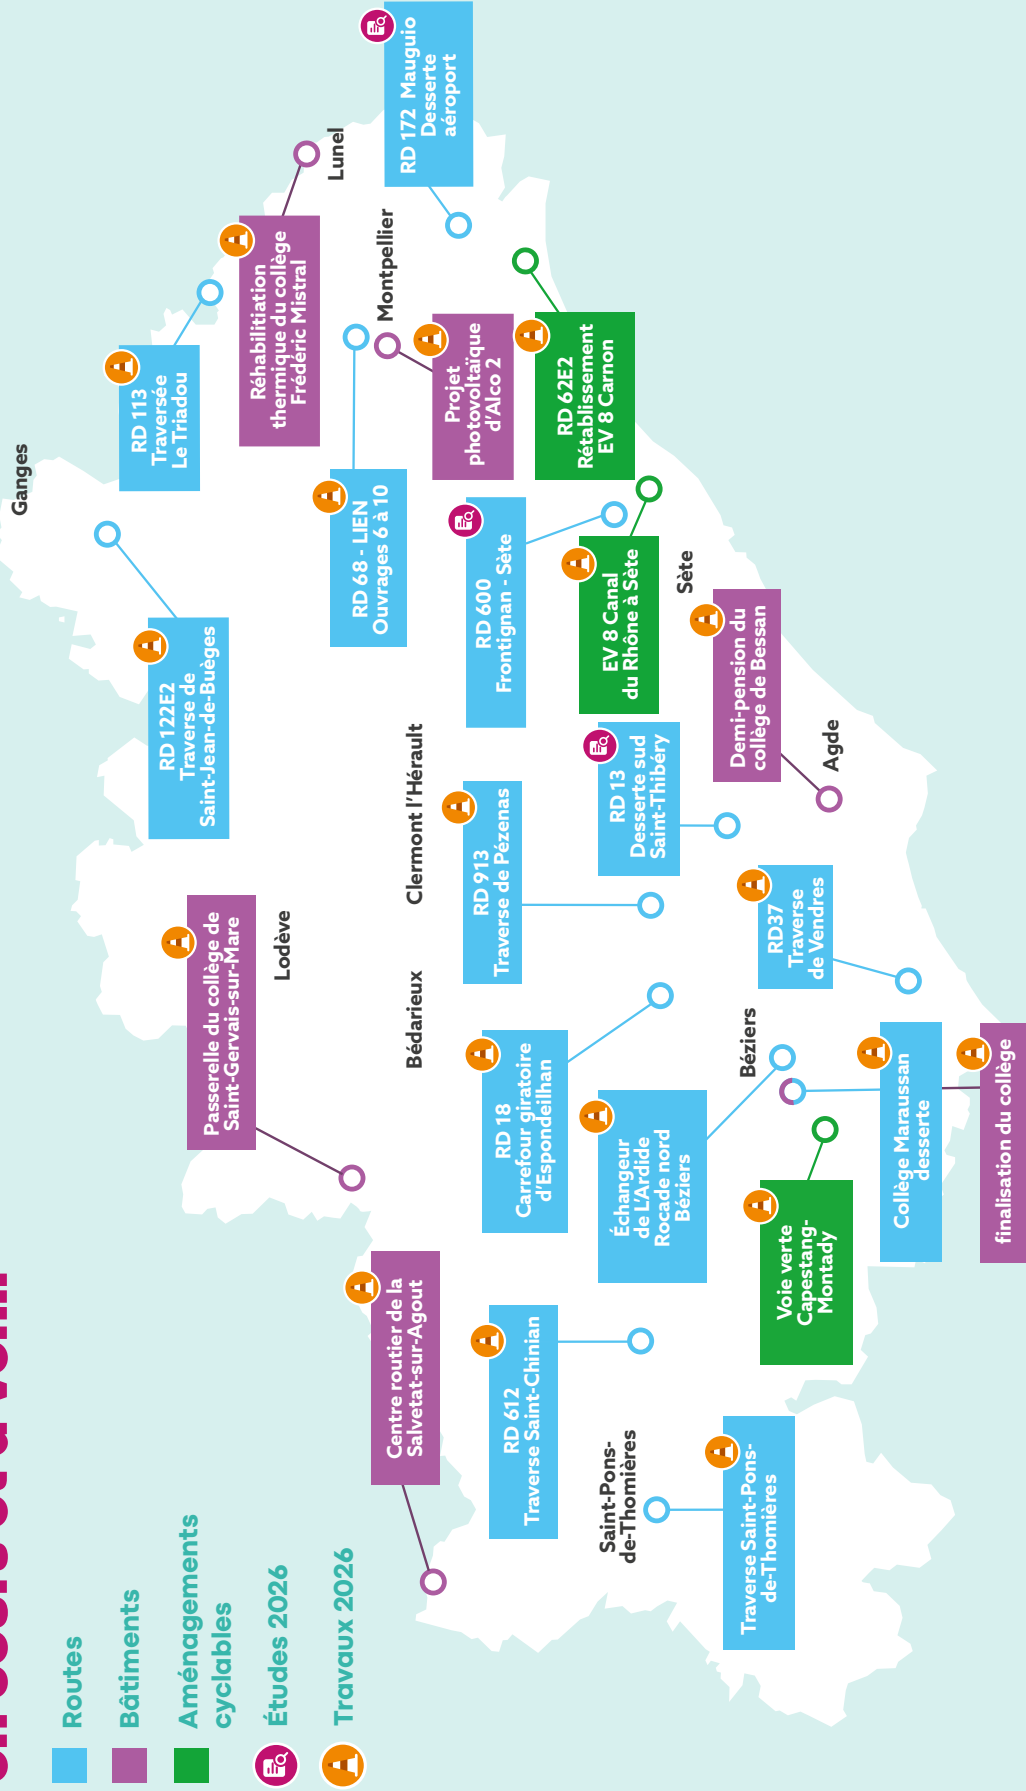 Routes
Bâtiments
Aménagements
cyclables
Études 2026
Travaux 2026
Ganges
RD 113
Traversée
Le Triadou
RD 122E2
Traverse de
Saint-Jean-de-Buèges
Réhabilitiation
thermique du collège
Frédéric Mistral
Lunel
RD 172 Mauguio
Desserte
aéroport
Montpellier
RD 68 - LIEN
Ouvrages 6 à 10
Projet
photovoltaïque
d'Alco 2
RD 62E2
Rétablissement
EV 8 Carnon
RD 600
Frontignan - Sète
EV 8 Canal
du Rhône à Sète
Sète
Demi-pension du
collège de Bessan
Agde
RD 13
Desserte sud
Saint-Thibéry
Clermont l'Hérault
RD 913
Traverse de Pézenas
Passerelle du collège de
Saint-Gervais-sur-Mare
Lodève
Bédarieux
RD 18
Carrefour giratoire
d'Espondeilhan
RD37
Traverse
de Vendres
Béziers
Échangeur
de L'Ardide
Rocade nord
Béziers
Collège Maraussan
desserte
finalisation du collège
Voie verte
Capestang-
Montady
Centre routier de la
Salvetat-sur-Agout
RD 612
Traverse Saint-Chinian
Saint-Pons-
de-Thomières
Traverse Saint-Pons-
de-Thomières